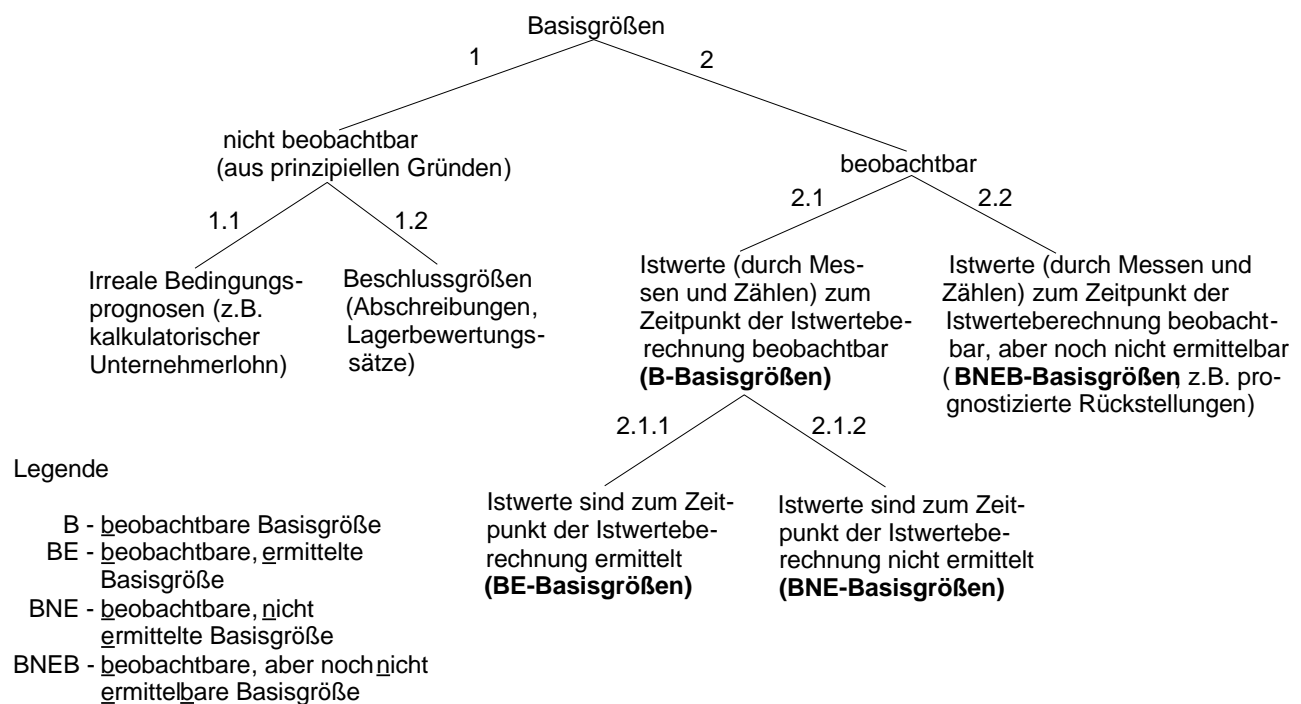 Basisgrößen
1
2
nicht beobachtbar
(aus prinzipiellen Gründen)
beobachtbar
1.1
1.2
2.1
2.2
Irreale Bedingungs-
prognosen (z.B.
kalkulatorischer
Unternehmerlohn)
Beschlussgrößen
(Abschreibungen,
Lagerbewertungs-
sätze)
Istwerte (durch Mes-
sen und Zählen) zum
Zeitpunkt der Istwertebe-
rechnung beobachtbar
(B-Basisgrößen)
Istwerte (durch Messen und
Zählen) zum Zeitpunkt der
Istwerteberechnung beobacht-
bar, aber noch nicht ermittelbar
(BNEB-Basisgrößen, z.B. pro-
gnostizierte Rückstellungen)
2.1.1
2.1.2
Istwerte sind zum Zeit-
punkt der Istwertebe-
rechnung ermittelt
(BE-Basisgrößen)
Istwerte sind zum Zeit-
punkt der Istwertebe-
rechnung nicht ermittelt
(BNE-Basisgrößen)
Legende
B - beobachtbare Basisgröße
BE - beobachtbare, ermittelte
Basisgröße
BNE - beobachtbare, nicht
ermittelte Basisgröße
BNEB - beobachtbare, aber noch nicht
ermittelbare Basisgröße